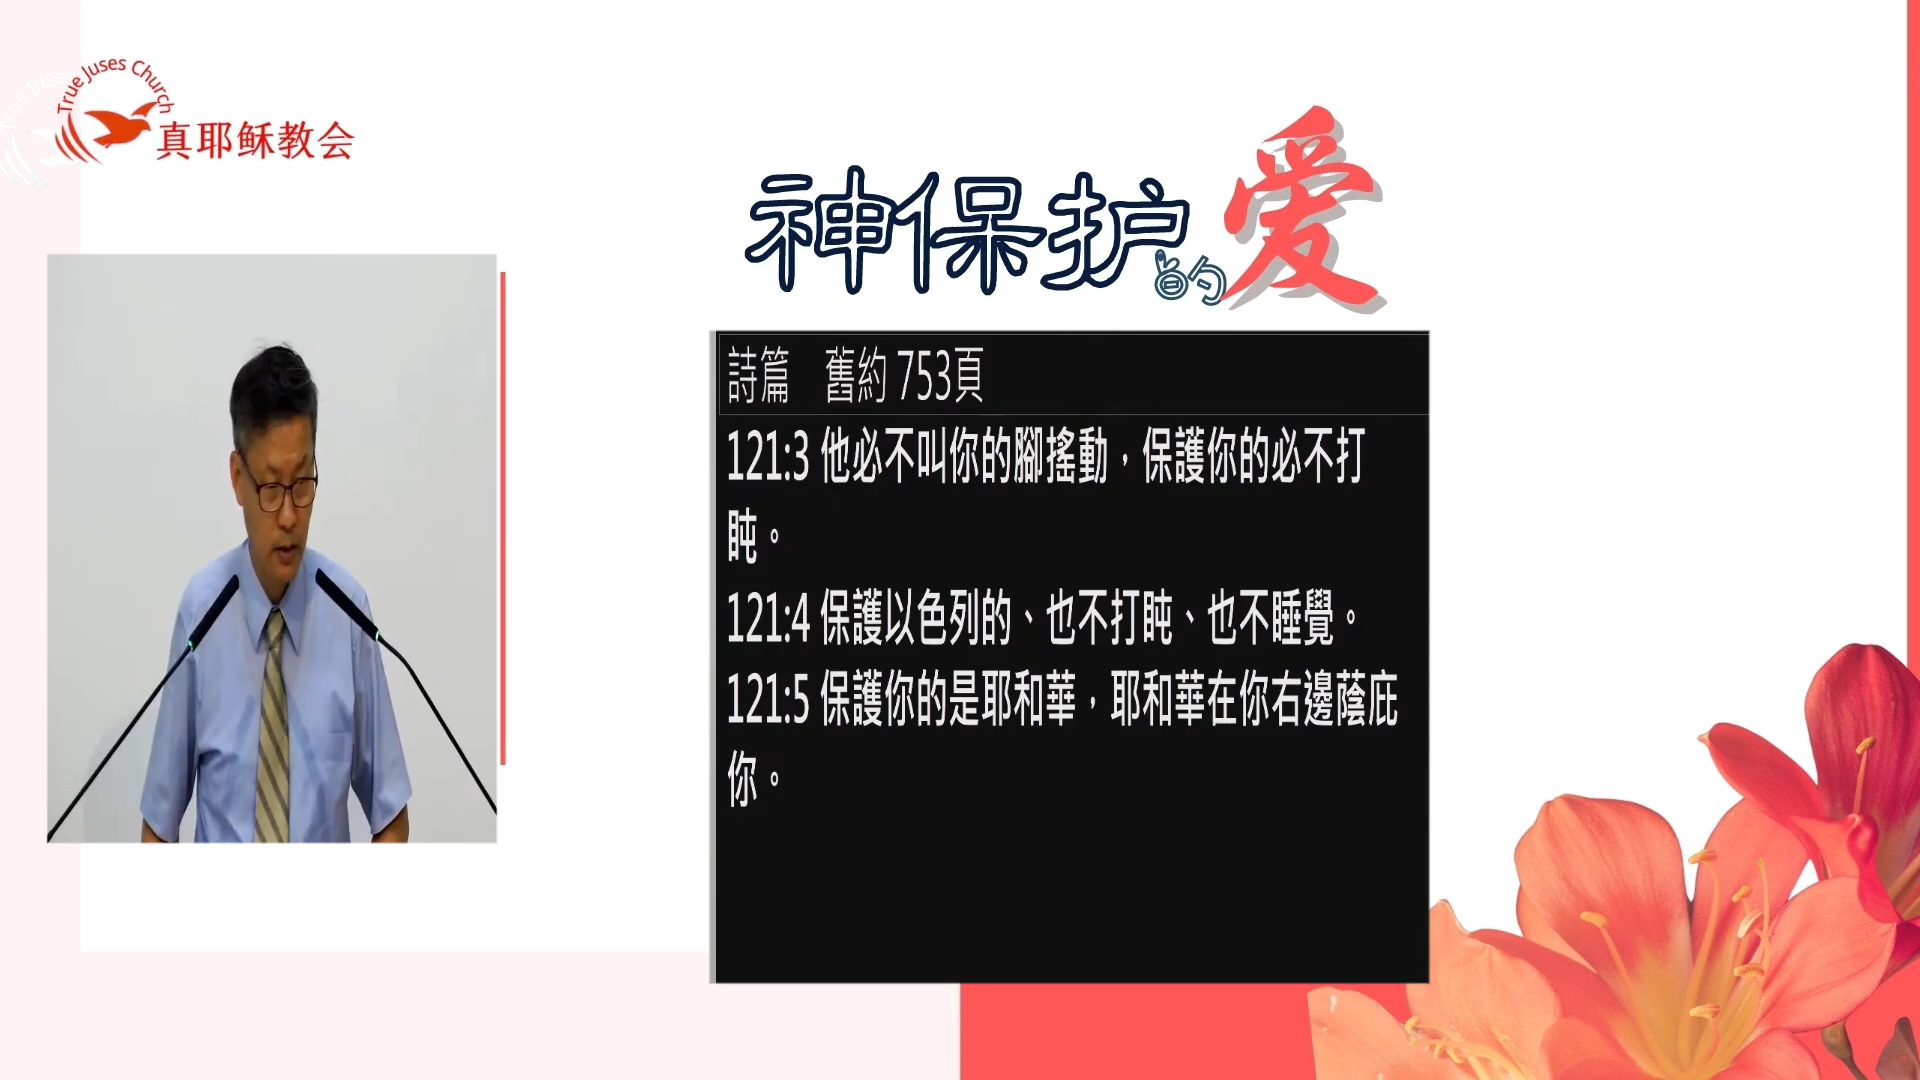 True Juses Church
真耶稣教会
神保护的爱
詩篇 舊約 753頁
121:3 他必不叫你的腳搖動，保護你的必不打
盹。
121:4 保護以色列的、也不打盹、也不睡覺。
121:5 保護你的是耶和華，耶和華在你右邊蔭庇
你。